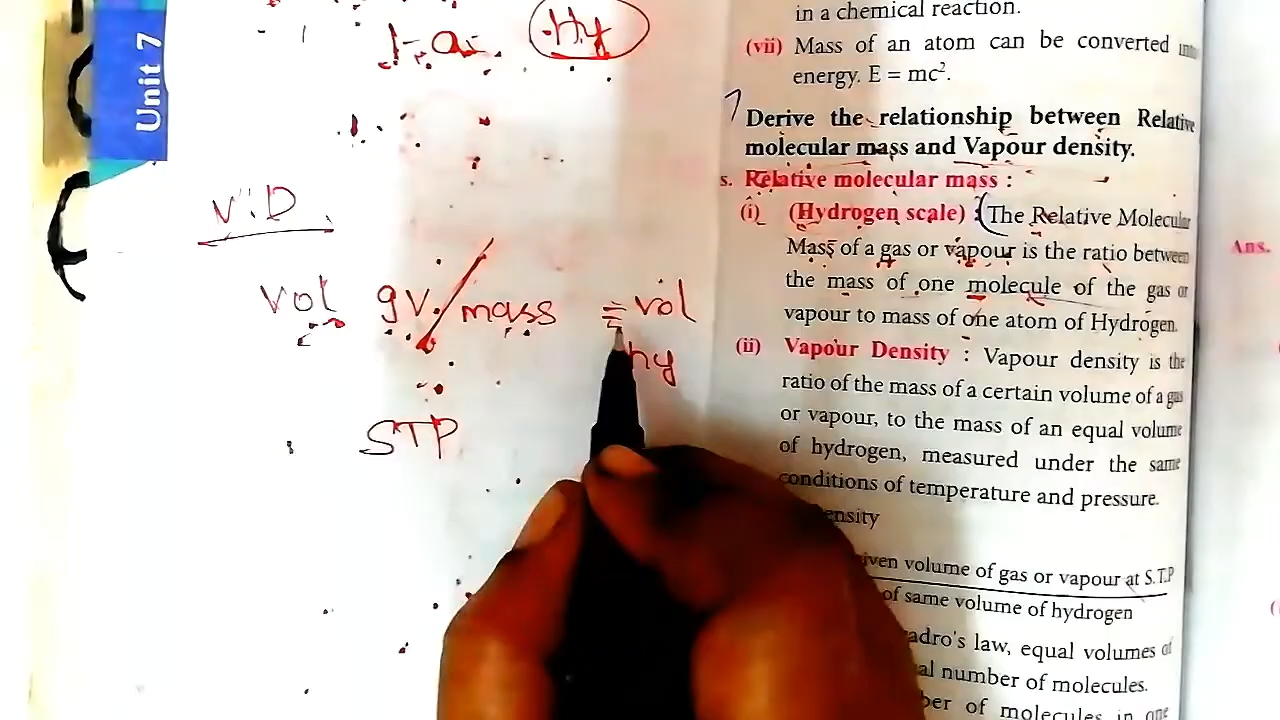 Unit 7
Hy
V.D.
vol gv. mass = vol
hy
STP
in a chemical reaction.
(vii) Mass of an atom can be converted into
energy. E = mc².
Derive the relationship between Relative
molecular mass and Vapour density.
s. Relative molecular mass :
(i) (Hydrogen scale) : The Relative Molecular
Mass of a gas or vapour is the ratio between
the mass of one molecule of the gas or
vapour to mass of one atom of Hydrogen.
(ii) Vapour Density : Vapour density is the
ratio of the mass of a certain volume of a gas
or vapour, to the mass of an equal volume
of hydrogen, measured under the same
conditions of temperature and pressure.
ensity
iven volume of gas or vapour at S.T.P
of same volume of hydrogen
adro's law, equal volumes of
al number of molecules.
ber of molecules in one
Ans.